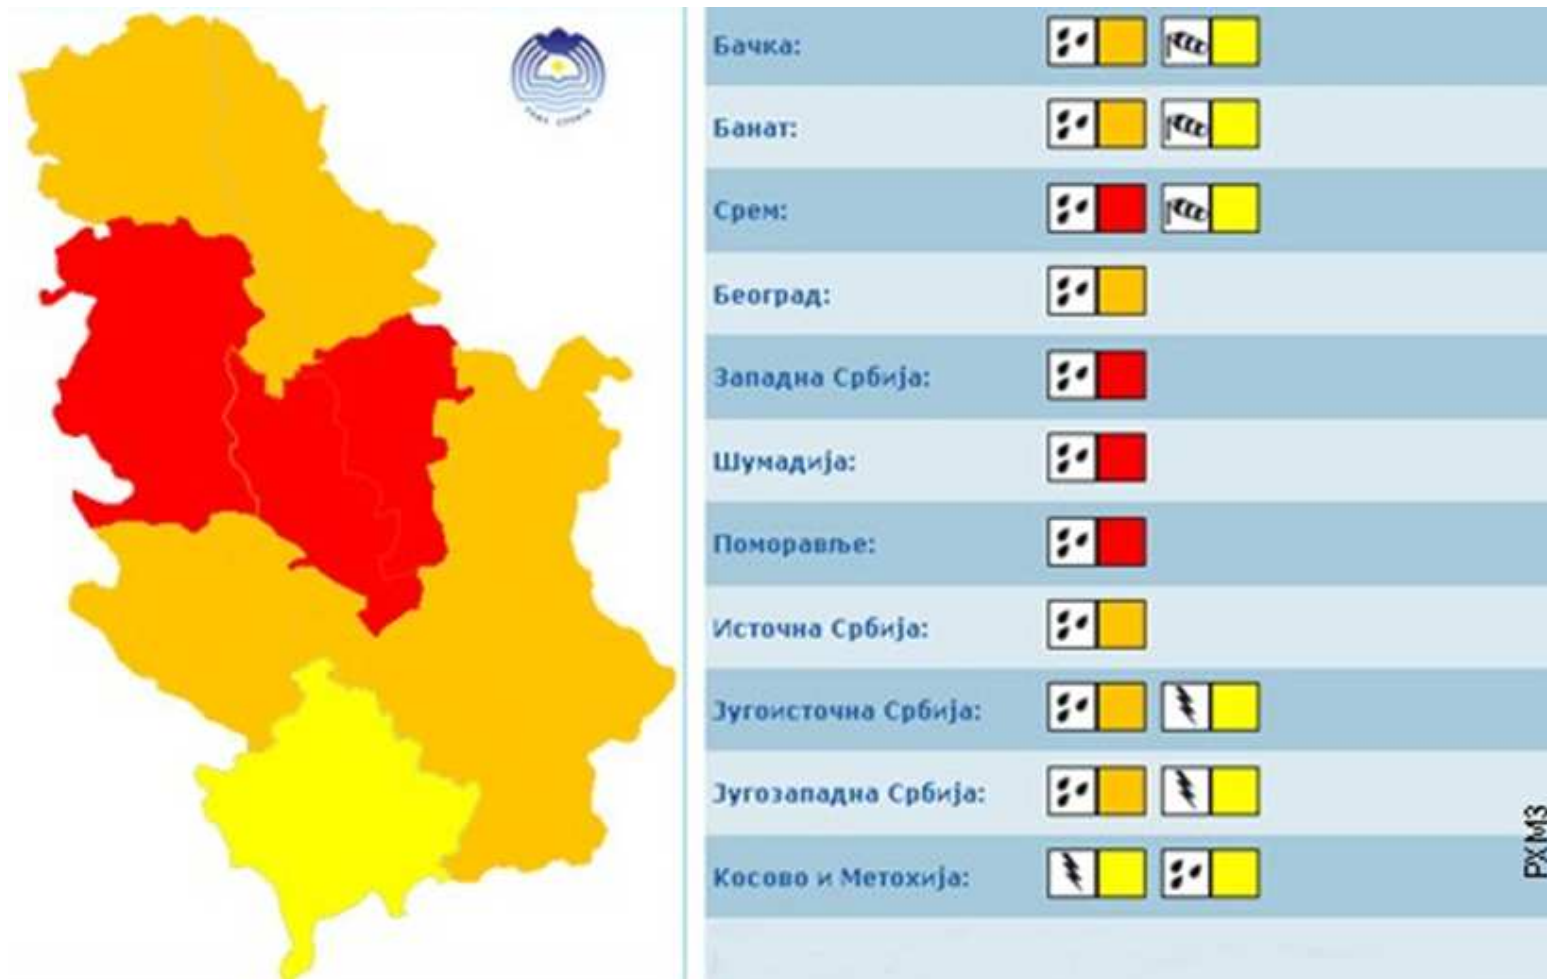 Бачка:
Банат:
Срем:
Београд:
Западна Србија:
Шумадија:
Поморавље:
Источна Србија:
Југоисточна Србија:
Југозападна Србија:
Косово и Метохија:
РХМЗ